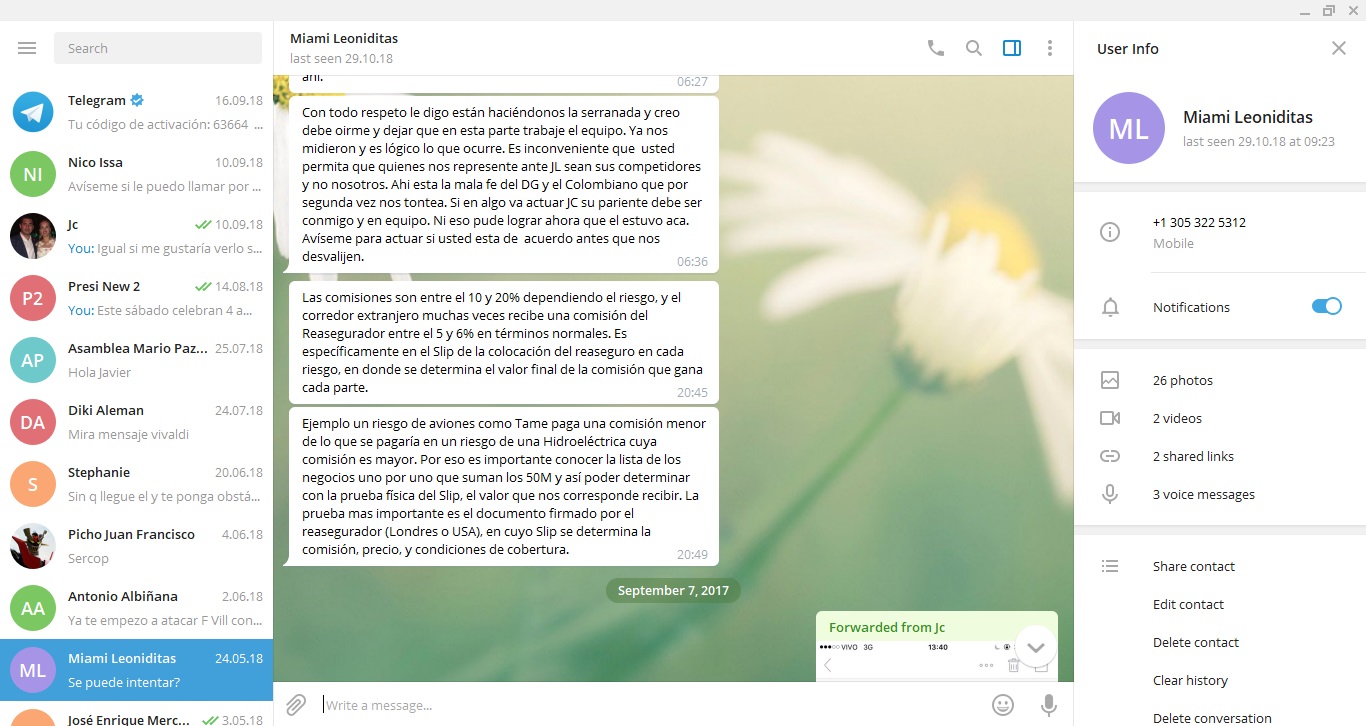 Search
Telegram 16.09.18
Tu código de activación: 63664 ...
Nico Issa 10.09.18
Avíseme si le puedo llamar por ...
Jc 10.09.18
You: Igual si me gustaría verlo s...
Presi New 2 14.08.18
You: Este sábado celebran 4 a...
Asamblea Mario Paz... 25.07.18
Hola Javier
Diki Aleman 24.07.18
Mira mensaje vivaldi
Stephanie 20.06.18
Sin q llegue el y te ponga obstá...
Picho Juan Francisco 4.06.18
Sercop
Antonio Albiñana 2.06.18
Ya te empezo a atacar F Vill con...
Miami Leoniditas 24.05.18
Se puede intentar?
José Enrique Merc... 3.05.18
NI
P2
AP
DA
S
AA
ML
Miami Leoniditas
last seen 29.10.18
ahi.
06:27
Con todo respeto le digo están haciéndonos la serranada y creo
debe oirme y dejar que en esta parte trabaje el equipo. Ya nos
midieron y es lógico lo que ocurre. Es inconveniente que usted
permita que quienes nos represente ante JL sean sus competidores
y no nosotros. Ahi esta la mala fe del DG y el Colombiano que por
segunda vez nos tontea. Si en algo va actuar JC su pariente debe ser
conmigo y en equipo. Ni eso pude lograr ahora que el estuvo aca.
Avíseme para actuar si usted esta de acuerdo antes que nos
desvalijen.
06:36
Las comisiones son entre el 10 y 20% dependiendo el riesgo, y el
corredor extranjero muchas veces recibe una comisión del
Reasegurador entre el 5 y 6% en términos normales. Es
específicamente en el Slip de la colocación del reaseguro en cada
riesgo, en donde se determina el valor final de la comisión que gana
cada parte.
20:45
Ejemplo un riesgo de aviones como Tame paga una comisión menor
de lo que se pagaría en un riesgo de una Hidroeléctrica cuya
comisión es mayor. Por eso es importante conocer la lista de los
negocios uno por uno que suman los 50M y así poder determinar
con la prueba física del Slip, el valor que nos corresponde recibir. La
prueba mas importante es el documento firmado por el
reasegurador (Londres o USA), en cuyo Slip se determina la
comisión, precio, y condiciones de cobertura.
20:49
September 7, 2017
Forwarded from Jc
VIVO 3G 13:40
Write a message...
User Info
ML
Miami Leoniditas
last seen 29.10.18 at 09:23
+1 305 322 5312
Mobile
Notifications
26 photos
2 videos
2 shared links
3 voice messages
Share contact
Edit contact
Delete contact
Clear history
Delete conversation